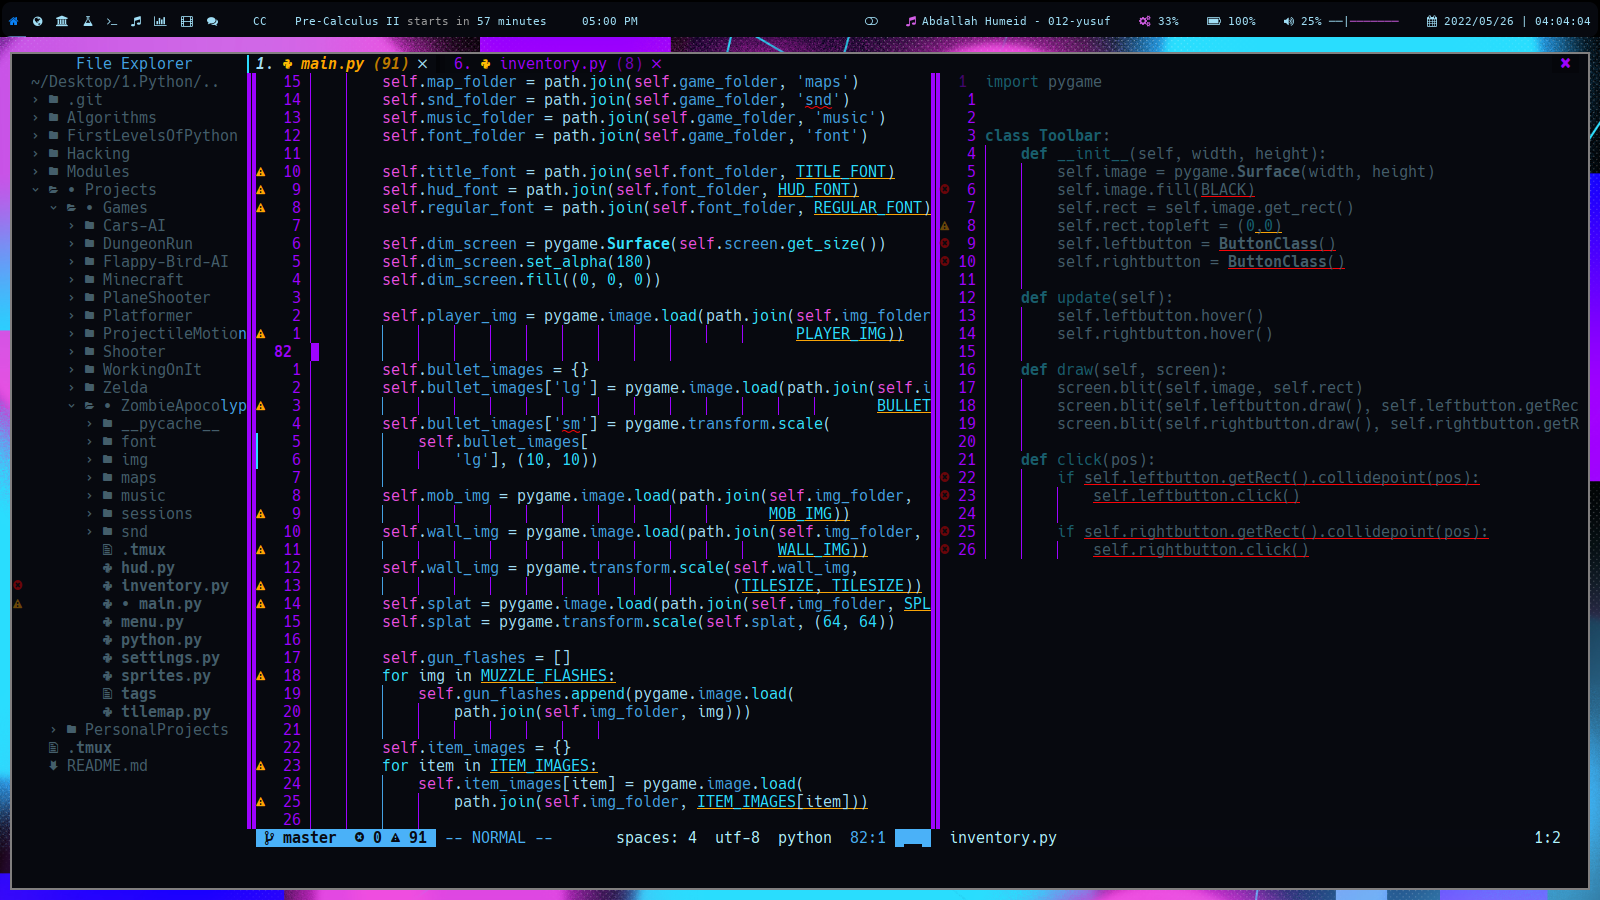 CC Pre-Calculus II starts in 57 minutes 05:00 PM Abdallah Humeid - 012-yusuf 33% 100% 25% 2022/05/26 | 04:04:04
File Explorer
~/Desktop/1.Python/..
.git
Algorithms
FirstLevelsOfPython
Hacking
Modules
Projects
Games
Cars-AI
DungeonRun
Flappy-Bird-AI
Minecraft
PlaneShooter
Platformer
ProjectileMotion
Shooter
WorkingOnIt
Zelda
ZombieApocolyp
__pycache__
font
img
maps
music
sessions
snd
.tmux
hud.py
inventory.py
main.py
menu.py
python.py
settings.py
sprites.py
tags
tilemap.py
PersonalProjects
.tmux
README.md
1. main.py (91) × 6. inventory.py (8) ×
15 self.map_folder = path.join(self.game_folder, 'maps')
14 self.snd_folder = path.join(self.game_folder, 'snd')
13 self.music_folder = path.join(self.game_folder, 'music')
12 self.font_folder = path.join(self.game_folder, 'font')
11
10 self.title_font = path.join(self.font_folder, TITLE_FONT)
9 self.hud_font = path.join(self.font_folder, HUD_FONT)
8 self.regular_font = path.join(self.font_folder, REGULAR_FONT)
7
6 self.dim_screen = pygame.Surface(self.screen.get_size())
5 self.dim_screen.set_alpha(180)
4 self.dim_screen.fill((0, 0, 0))
3
2 self.player_img = pygame.image.load(path.join(self.img_folder
1 PLAYER_IMG))
82
1 self.bullet_images = {}
2 self.bullet_images['lg'] = pygame.image.load(path.join(self.i
3 BULLET
4 self.bullet_images['sm'] = pygame.transform.scale(
5 self.bullet_images[
6 'lg'], (10, 10))
7
8 self.mob_img = pygame.image.load(path.join(self.img_folder,
9 MOB_IMG))
10 self.wall_img = pygame.image.load(path.join(self.img_folder,
11 WALL_IMG))
12 self.wall_img = pygame.transform.scale(self.wall_img,
13 (TILESIZE, TILESIZE))
14 self.splat = pygame.image.load(path.join(self.img_folder, SPL
15 self.splat = pygame.transform.scale(self.splat, (64, 64))
16
17 self.gun_flashes = []
18 for img in MUZZLE_FLASHES:
19 self.gun_flashes.append(pygame.image.load(
20 path.join(self.img_folder, img)))
21
22 self.item_images = {}
23 for item in ITEM_IMAGES:
24 self.item_images[item] = pygame.image.load(
25 path.join(self.img_folder, ITEM_IMAGES[item]))
26
1 import pygame
1
2
3 class Toolbar:
4 def __init__(self, width, height):
5 self.image = pygame.Surface(width, height)
6 self.image.fill(BLACK)
7 self.rect = self.image.get_rect()
8 self.rect.topleft = (0,0)
9 self.leftbutton = ButtonClass()
10 self.rightbutton = ButtonClass()
11
12 def update(self):
13 self.leftbutton.hover()
14 self.rightbutton.hover()
15
16 def draw(self, screen):
17 screen.blit(self.image, self.rect)
18 screen.blit(self.leftbutton.draw(), self.leftbutton.getRec
19 screen.blit(self.rightbutton.draw(), self.rightbutton.getR
20
21 def click(pos):
22 if self.leftbutton.getRect().collidepoint(pos):
23 self.leftbutton.click()
24
25 if self.rightbutton.getRect().collidepoint(pos):
26 self.rightbutton.click()
master 0 91 -- NORMAL -- spaces: 4 utf-8 python 82:1 inventory.py 1:2